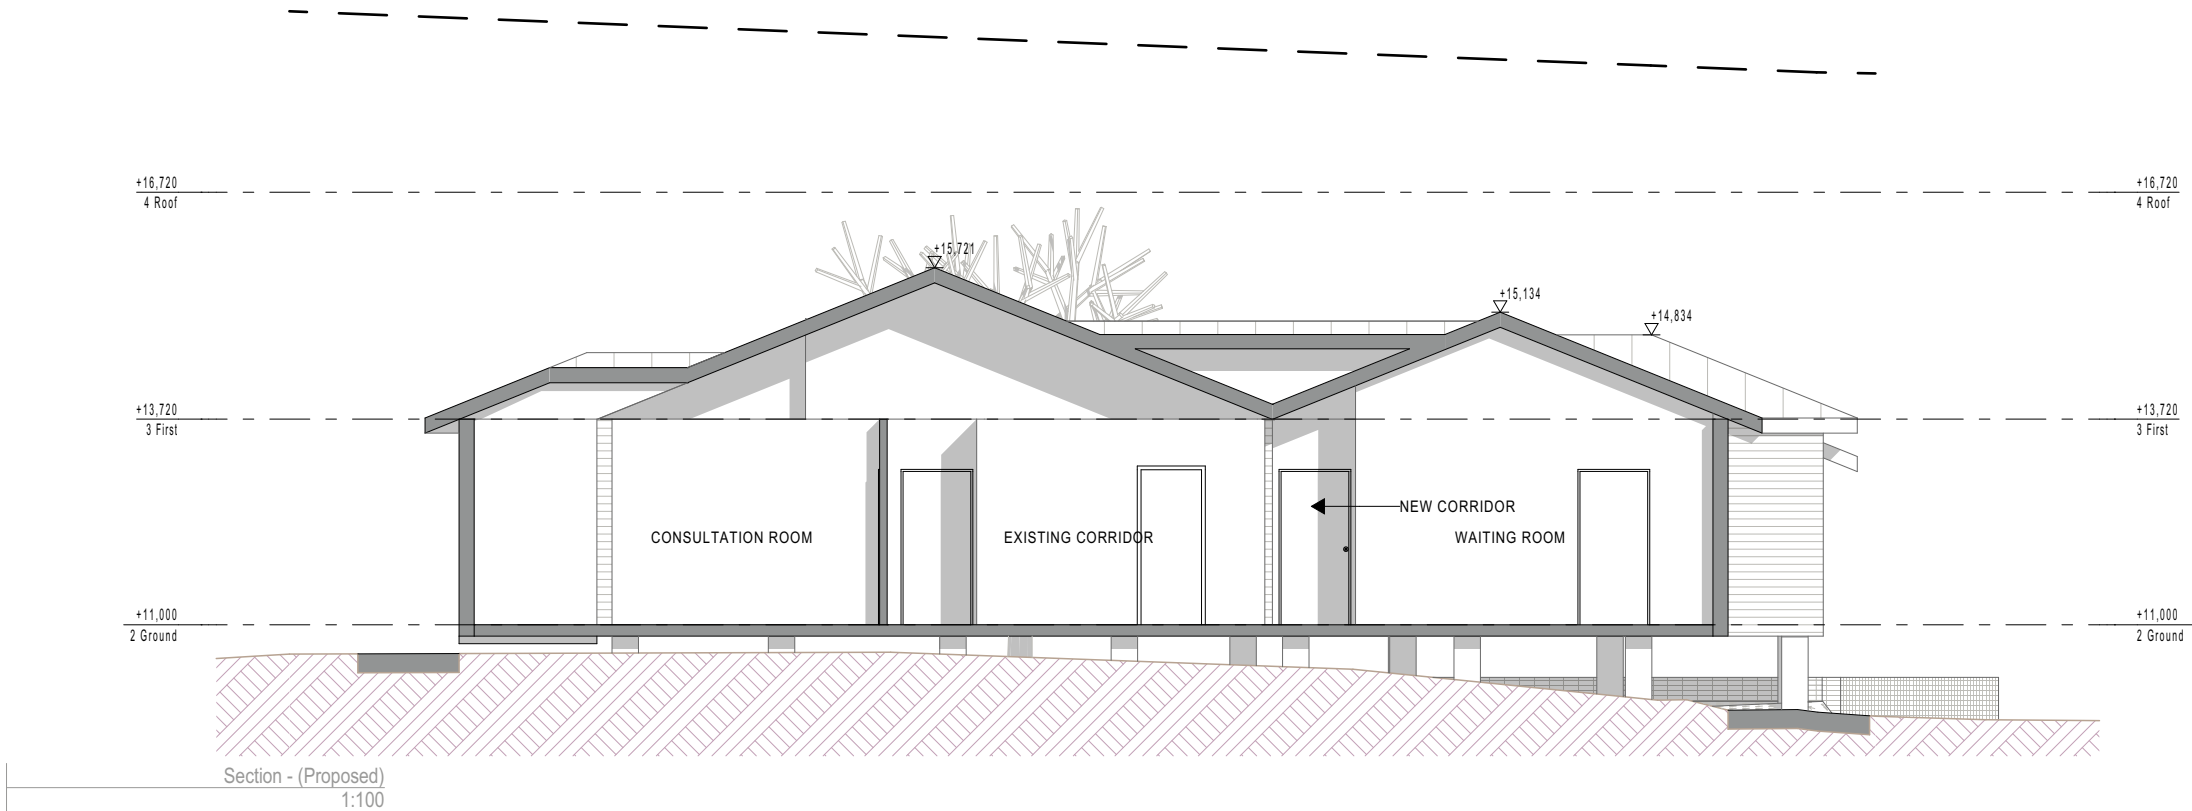 +16,720
4 Roof
+16,720
4 Roof
+15,721
+15,134
+14,834
+13,720
3 First
+13,720
3 First
NEW CORRIDOR
CONSULTATION ROOM
EXISTING CORRIDOR
WAITING ROOM
+11,000
2 Ground
+11,000
2 Ground
Section - (Proposed)
1:100